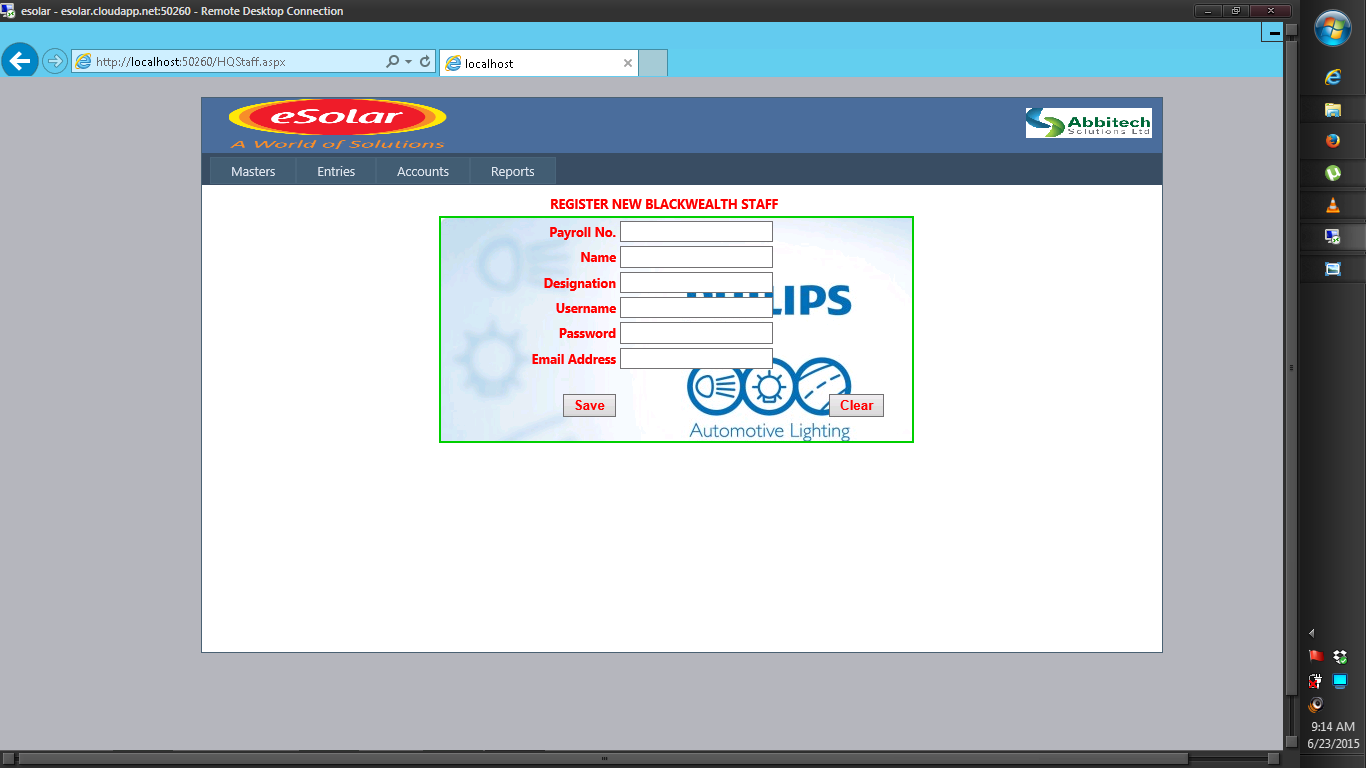 esolar - esolar.cloudapp.net:50260 - Remote Desktop Connection
http://localhost:50260/HQStaff.aspx
localhost
eSolar
A World of Solutions
Abbitech
Solutions Ltd
Masters Entries Accounts Reports
REGISTER NEW BLACKWEALTH STAFF
Payroll No.
Name
Designation
LIPS
Username
Password
Email Address
Save Clear
Automotive Lighting
9:14 AM
6/23/2015